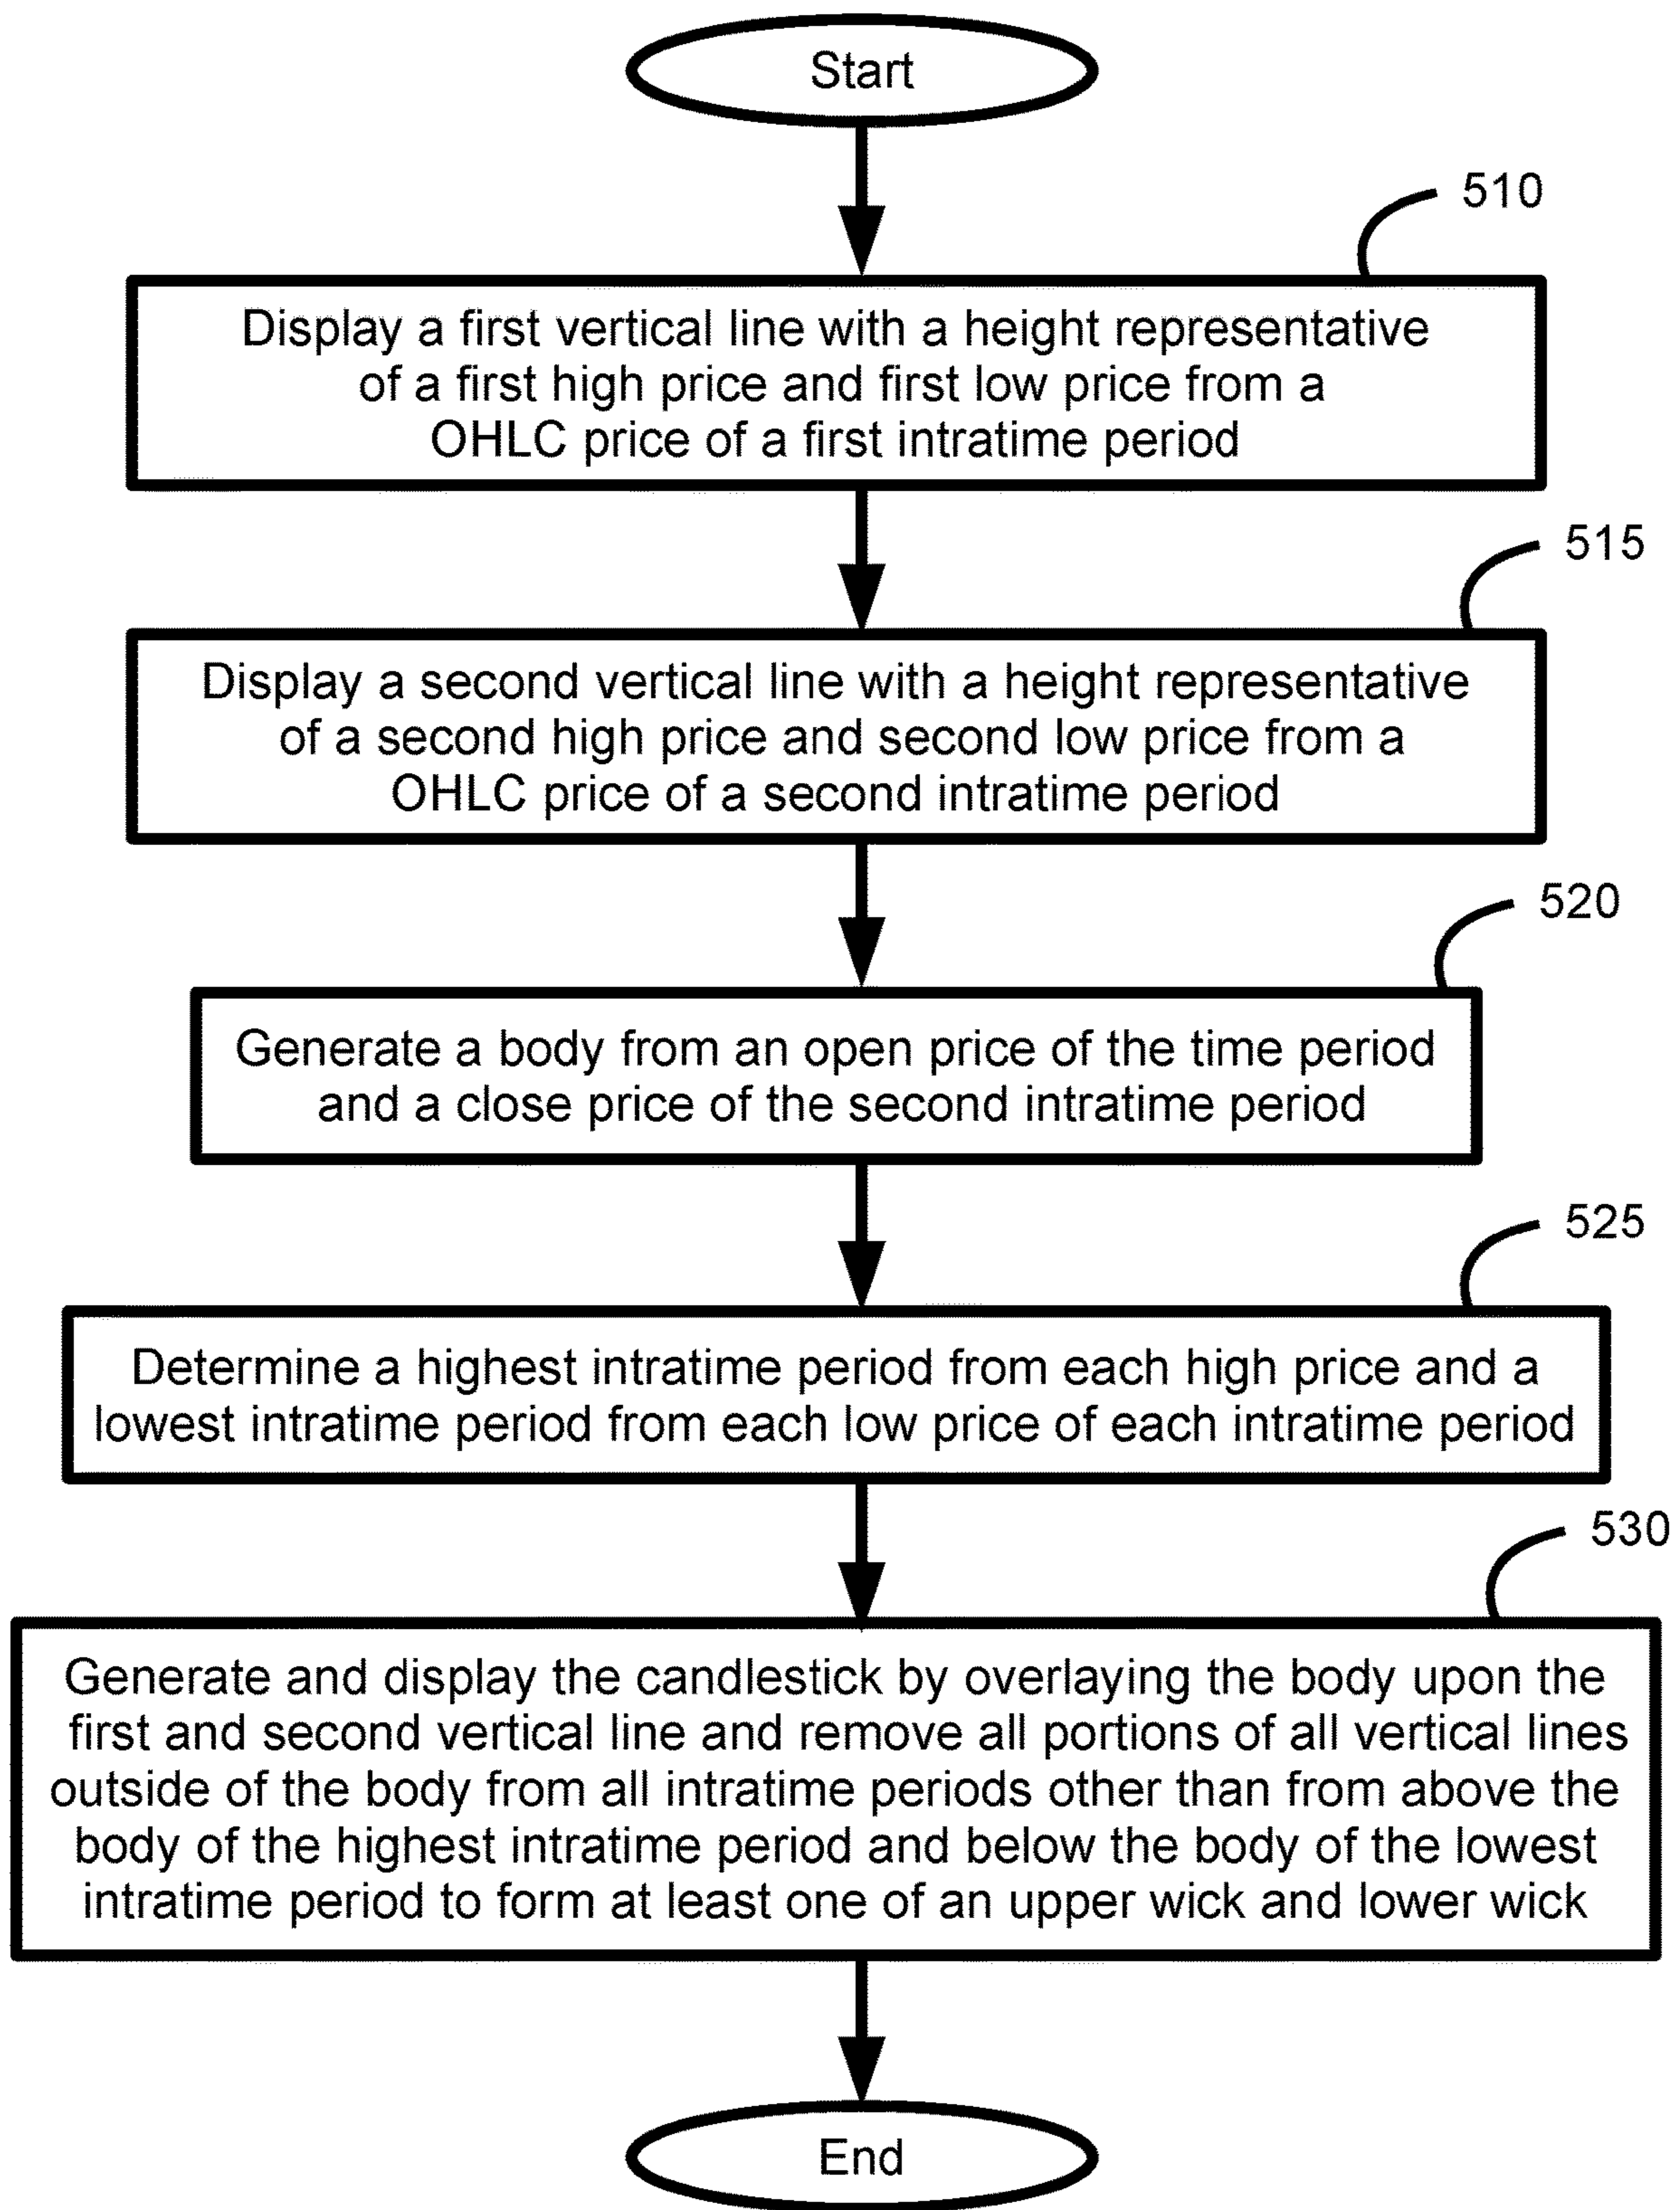 Start
510
Display a first vertical line with a height representative
of a first high price and first low price from a
OHLC price of a first intratime period
515
Display a second vertical line with a height representative
of a second high price and second low price from a
OHLC price of a second intratime period
520
Generate a body from an open price of the time period
and a close price of the second intratime period
525
Determine a highest intratime period from each high price and a
lowest intratime period from each low price of each intratime period
530
Generate and display the candlestick by overlaying the body upon the
first and second vertical line and remove all portions of all vertical lines
outside of the body from all intratime periods other than from above the
body of the highest intratime period and below the body of the lowest
intratime period to form at least one of an upper wick and lower wick
End